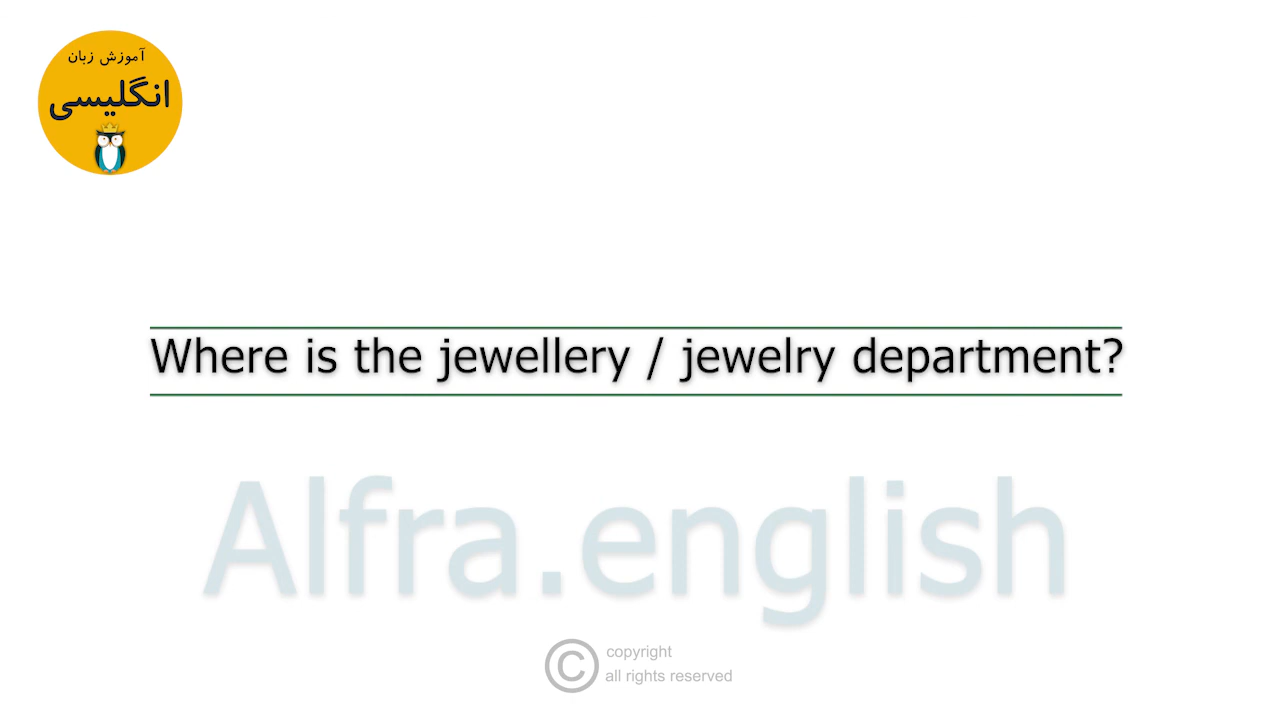 آموزش زبان
انگلیسی
Where is the jewellery / jewelry department?
Alfra.english
© copyright
all rights reserved